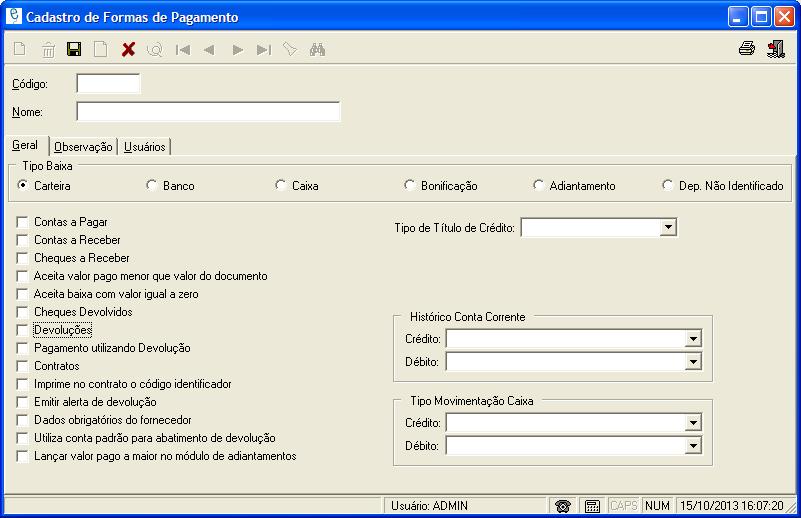 Cadastro de Formas de Pagamento
Código:
Nome:
Geral Observação Usuários
Tipo Baixa
Carteira Banco Caixa Bonificação Adiantamento Dep. Não Identificado
Contas a Pagar
Contas a Receber
Cheques a Receber
Aceita valor pago menor que valor do documento
Aceita baixa com valor igual a zero
Cheques Devolvidos
Devoluções
Pagamento utilizando Devolução
Contratos
Imprime no contrato o código identificador
Emitir alerta de devolução
Dados obrigatórios do fornecedor
Utiliza conta padrão para abatimento de devolução
Lançar valor pago a maior no módulo de adiantamentos
Tipo de Título de Crédito:
Histórico Conta Corrente
Crédito:
Débito:
Tipo Movimentação Caixa
Crédito:
Débito:
Usuário: ADMIN CAPS NUM 15/10/2013 16:07:20